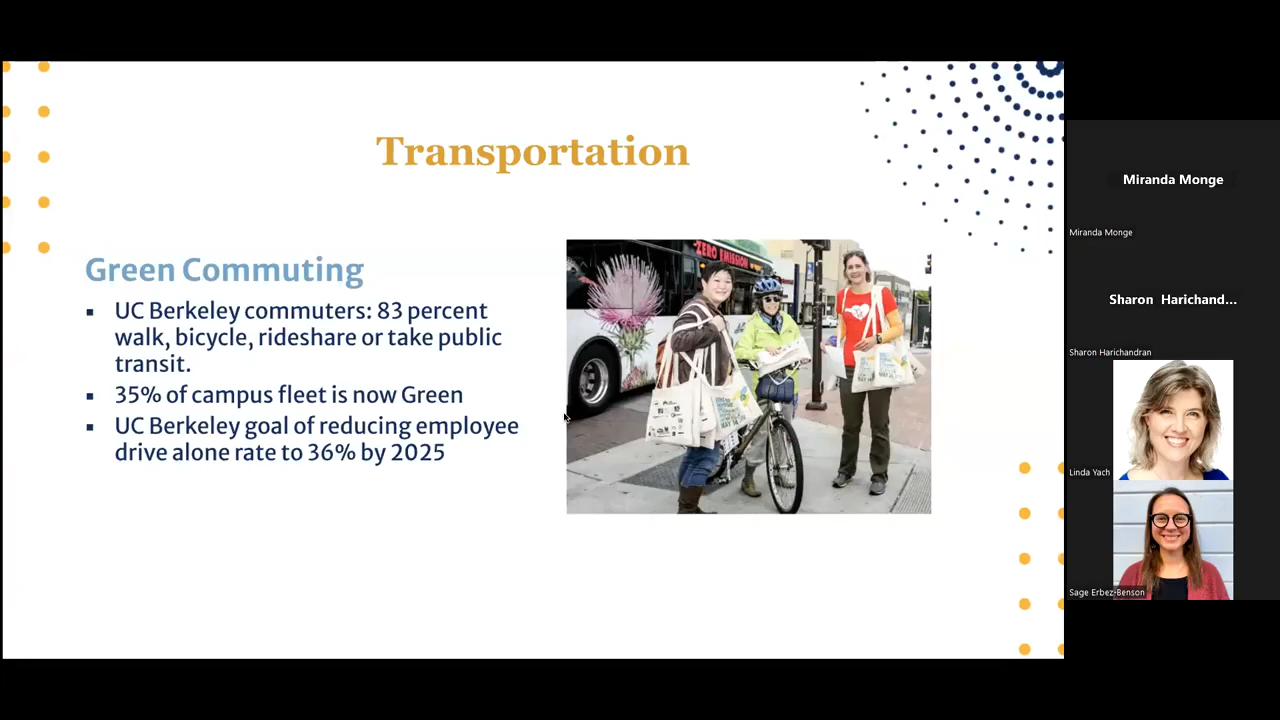 Transportation
Green Commuting
▪ UC Berkeley commuters: 83 percent
walk, bicycle, rideshare or take public
transit.
▪ 35% of campus fleet is now Green
▪ UC Berkeley goal of reducing employee
drive alone rate to 36% by 2025
ZERO EMISSION
Miranda Monge
Miranda Monge
Sharon Harichand...
Sharon Harichandran
Linda Yach
Sage Erbez-Benson